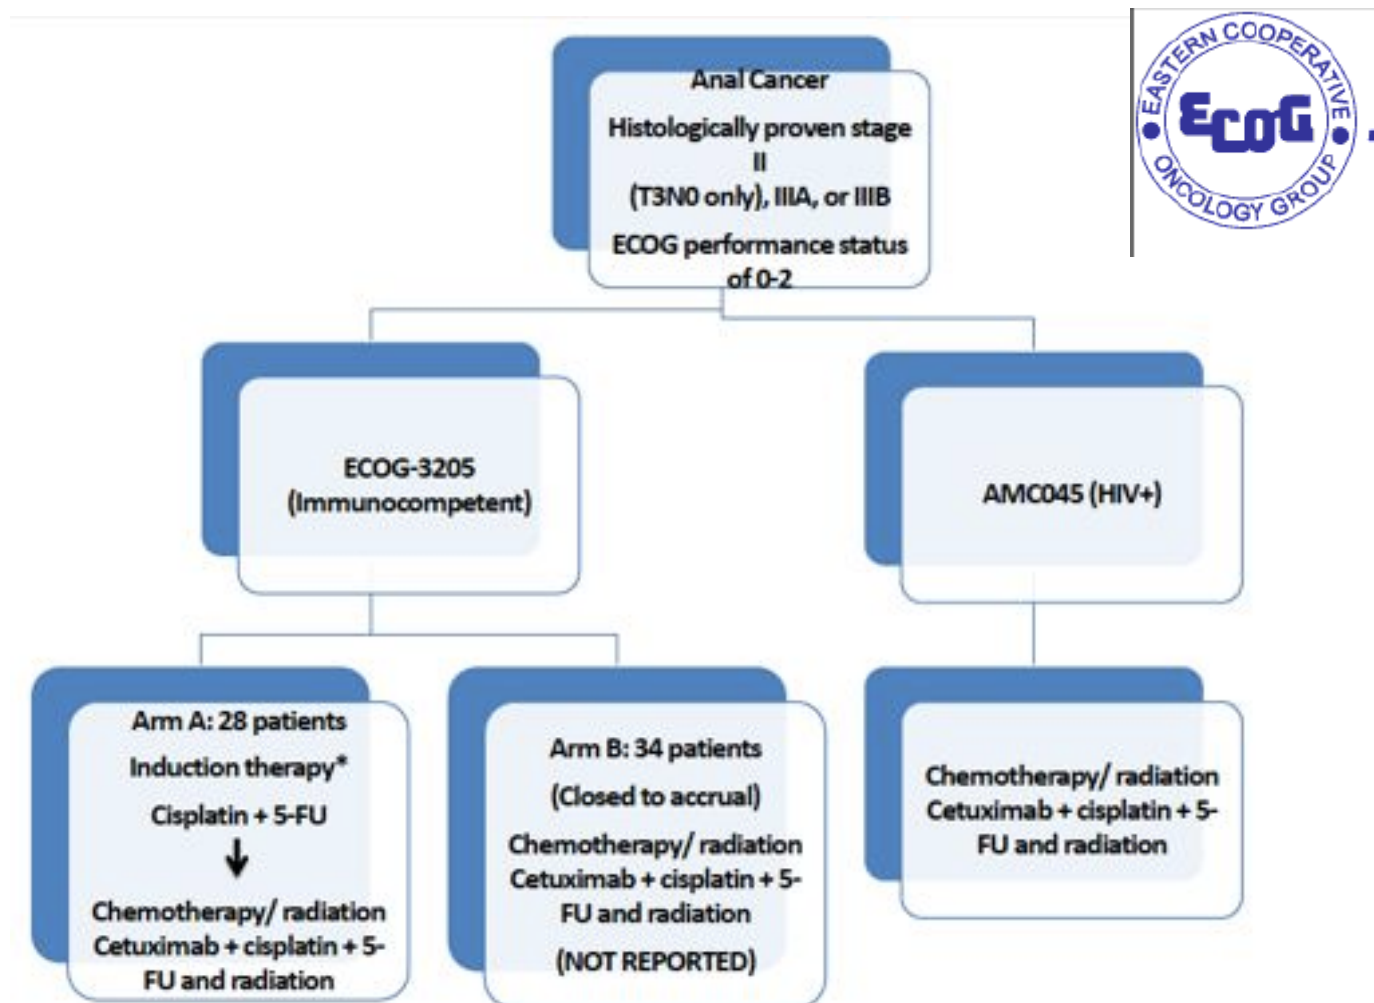 EASTERN COOPERATIVE
ECOG
ONCOLOGY GROUP
Anal Cancer
Histologically proven stage
II
(T3N0 only), IIIA, or IIIB
ECOG performance status
of 0-2
ECOG-3205
(Immunocompetent)
AMC045 (HIV+)
Arm A: 28 patients
Induction therapy*
Cisplatin + 5-FU
Chemotherapy/ radiation
Cetuximab + cisplatin + 5-
FU and radiation
Arm B: 34 patients
(Closed to accrual)
Chemotherapy/ radiation
Cetuximab + cisplatin + 5-
FU and radiation
(NOT REPORTED)
Chemotherapy/ radiation
Cetuximab + cisplatin + 5-
FU and radiation